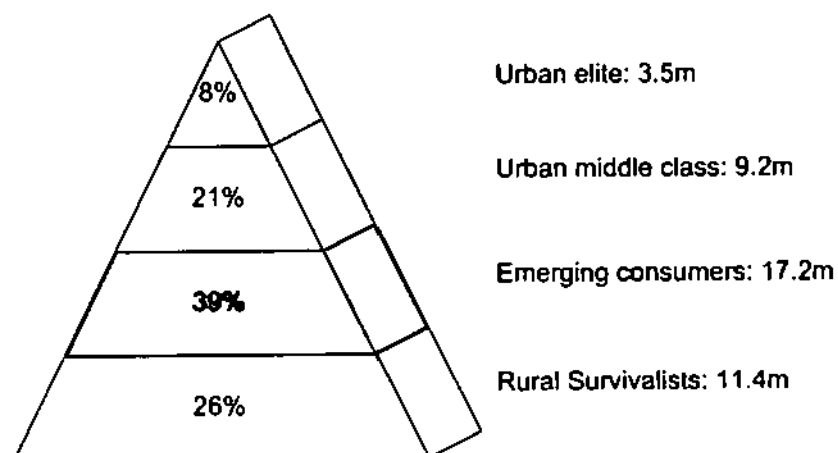 8%
Urban elite: 3.5m
21%
Urban middle class: 9.2m
39%
Emerging consumers: 17.2m
26%
Rural Survivalists: 11.4m